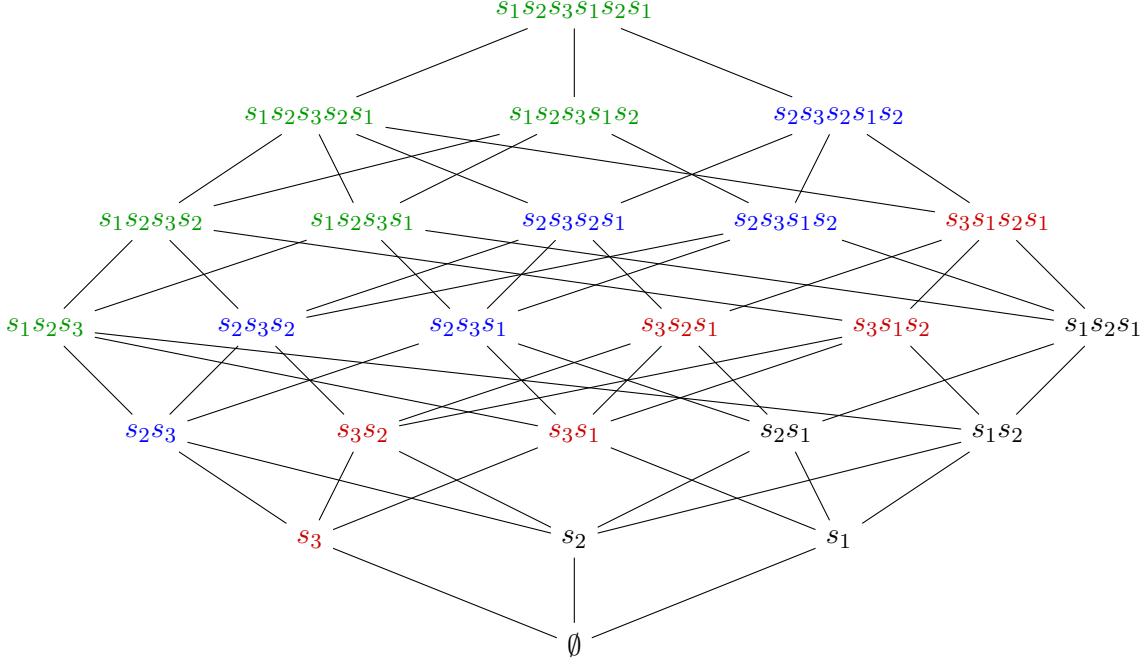 s₁s₂s₃s₁s₂s₁
s₁s₂s₃s₂s₁ s₁s₂s₃s₁s₂ s₂s₃s₂s₁s₂
s₁s₂s₃s₂ s₁s₂s₃s₁ s₂s₃s₂s₁ s₂s₃s₁s₂ s₃s₁s₂s₁
s₁s₂s₃ s₂s₃s₂ s₂s₃s₁ s₃s₂s₁ s₃s₁s₂ s₁s₂s₁
s₂s₃ s₃s₂ s₃s₁ s₂s₁ s₁s₂
s₃ s₂ s₁
∅